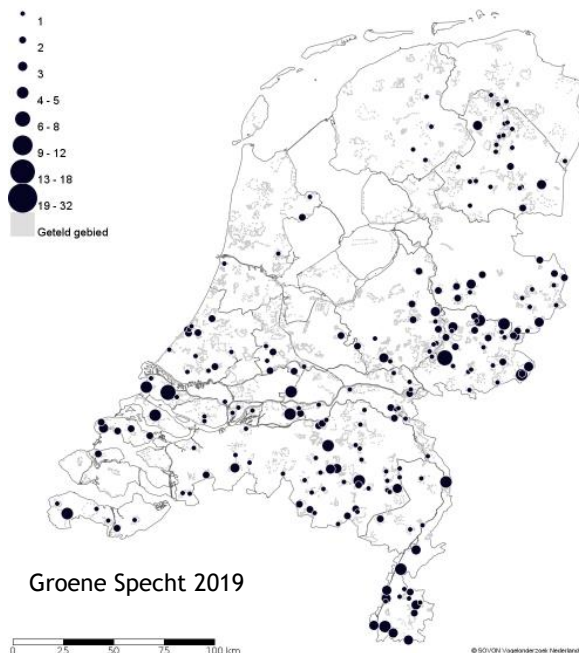 1
2
3
4 - 5
6 - 8
9 - 12
13 - 18
19 - 32
Geteld gebied
Groene Specht 2019
0 25 50 75 100 km
© SOVON Vogelonderzoek Nederland